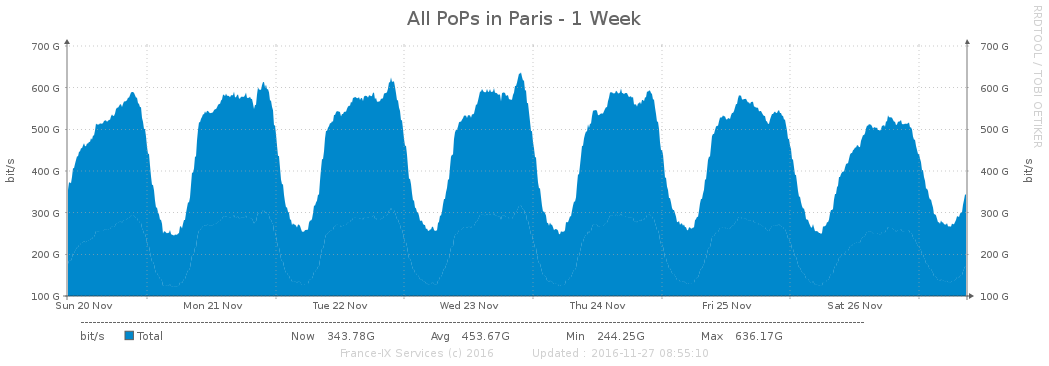 All PoPs in Paris - 1 Week
RRDTOOL / TOBI OETIKER
bit/s
700 G
600 G
500 G
400 G
300 G
200 G
100 G
700 G
600 G
500 G
400 G
300 G
200 G
100 G
bit/s
Sun 20 Nov Mon 21 Nov Tue 22 Nov Wed 23 Nov Thu 24 Nov Fri 25 Nov Sat 26 Nov
bit/s Total Now 343.78G Avg 453.67G Min 244.25G Max 636.17G
France-IX Services (c) 2016 Updated : 2016-11-27 08:55:10